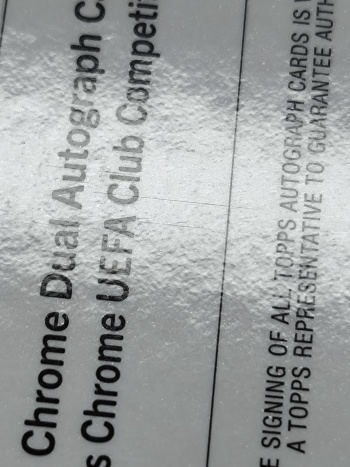 Chrome Dual Autograph C
s Chrome UEFA Club Competi
E SIGNING OF ALL TOPPS AUTOGRAPH CARDS IS
A TOPPS REPRESENTATIVE TO GUARANTEE AUTH